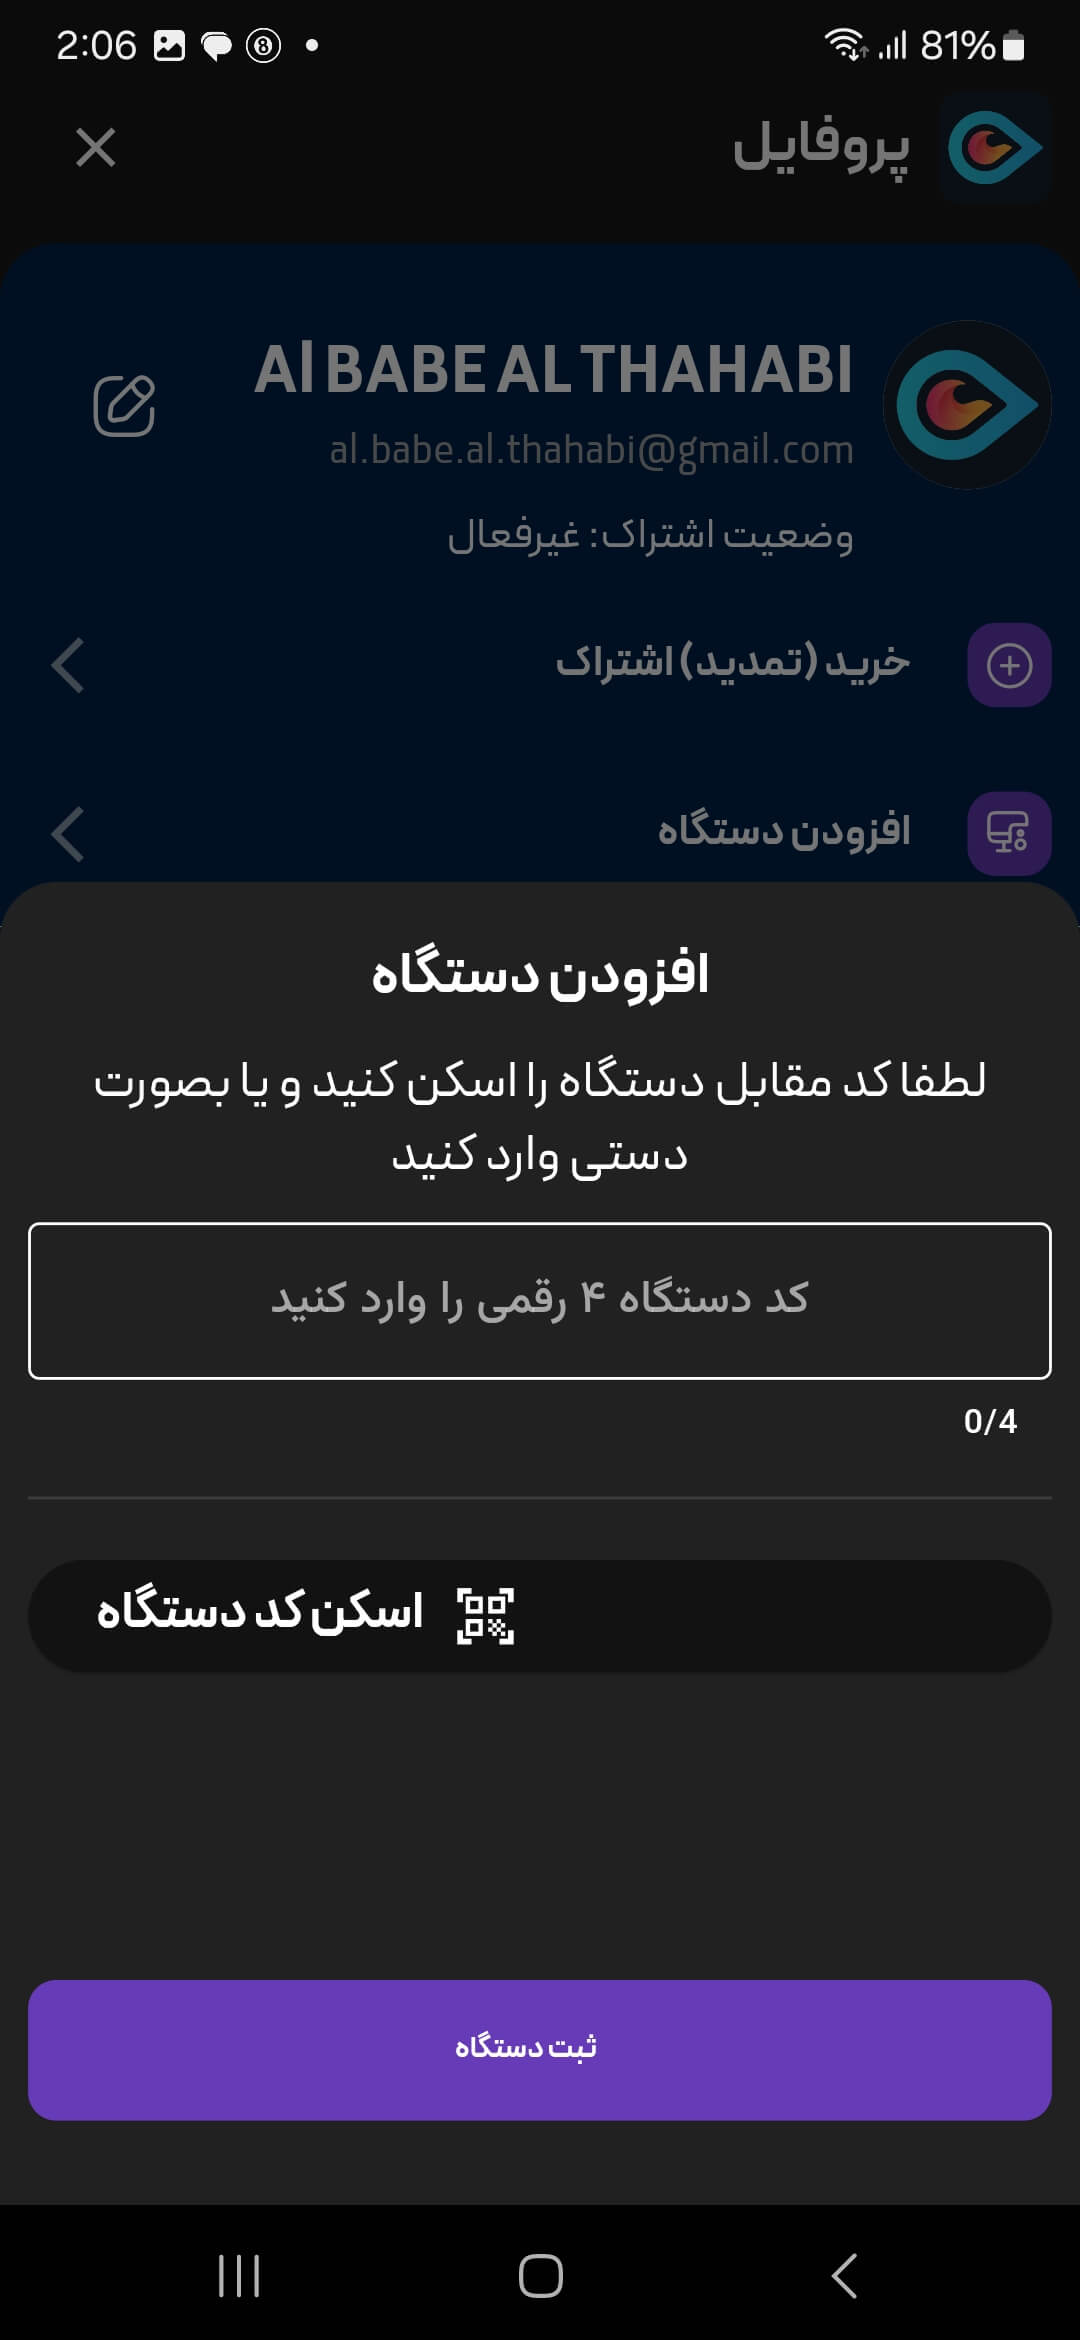 2:06
81%
پروفایل
Al BABE AL THAHABI
al.babe.al.thahabi@gmail.com
وضعیت اشتراک: غیرفعال
خرید (تمدید) اشتراک
افزودن دستگاه
افزودن دستگاه
لطفا کد مقابل دستگاه را اسکن کنید و یا بصورت
دستی وارد کنید
کد دستگاه ۴ رقمی را وارد کنید
0/4
اسکن کد دستگاه
ثبت دستگاه